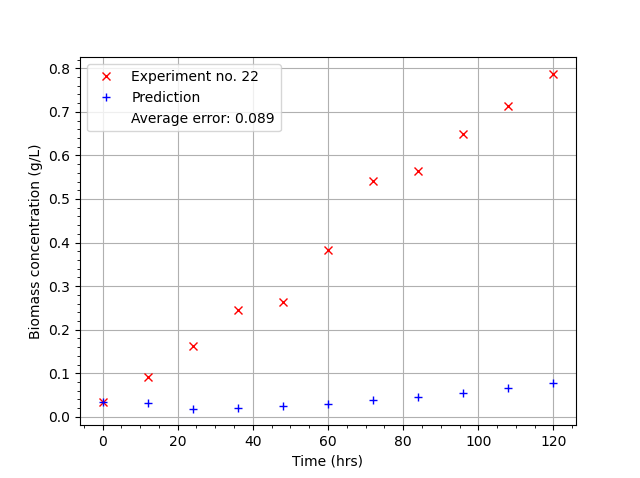 Experiment no. 22
Prediction
Average error: 0.089
Biomass concentration (g/L)
0.8
0.7
0.6
0.5
0.4
0.3
0.2
0.1
0.0
0 20 40 60 80 100 120
Time (hrs)